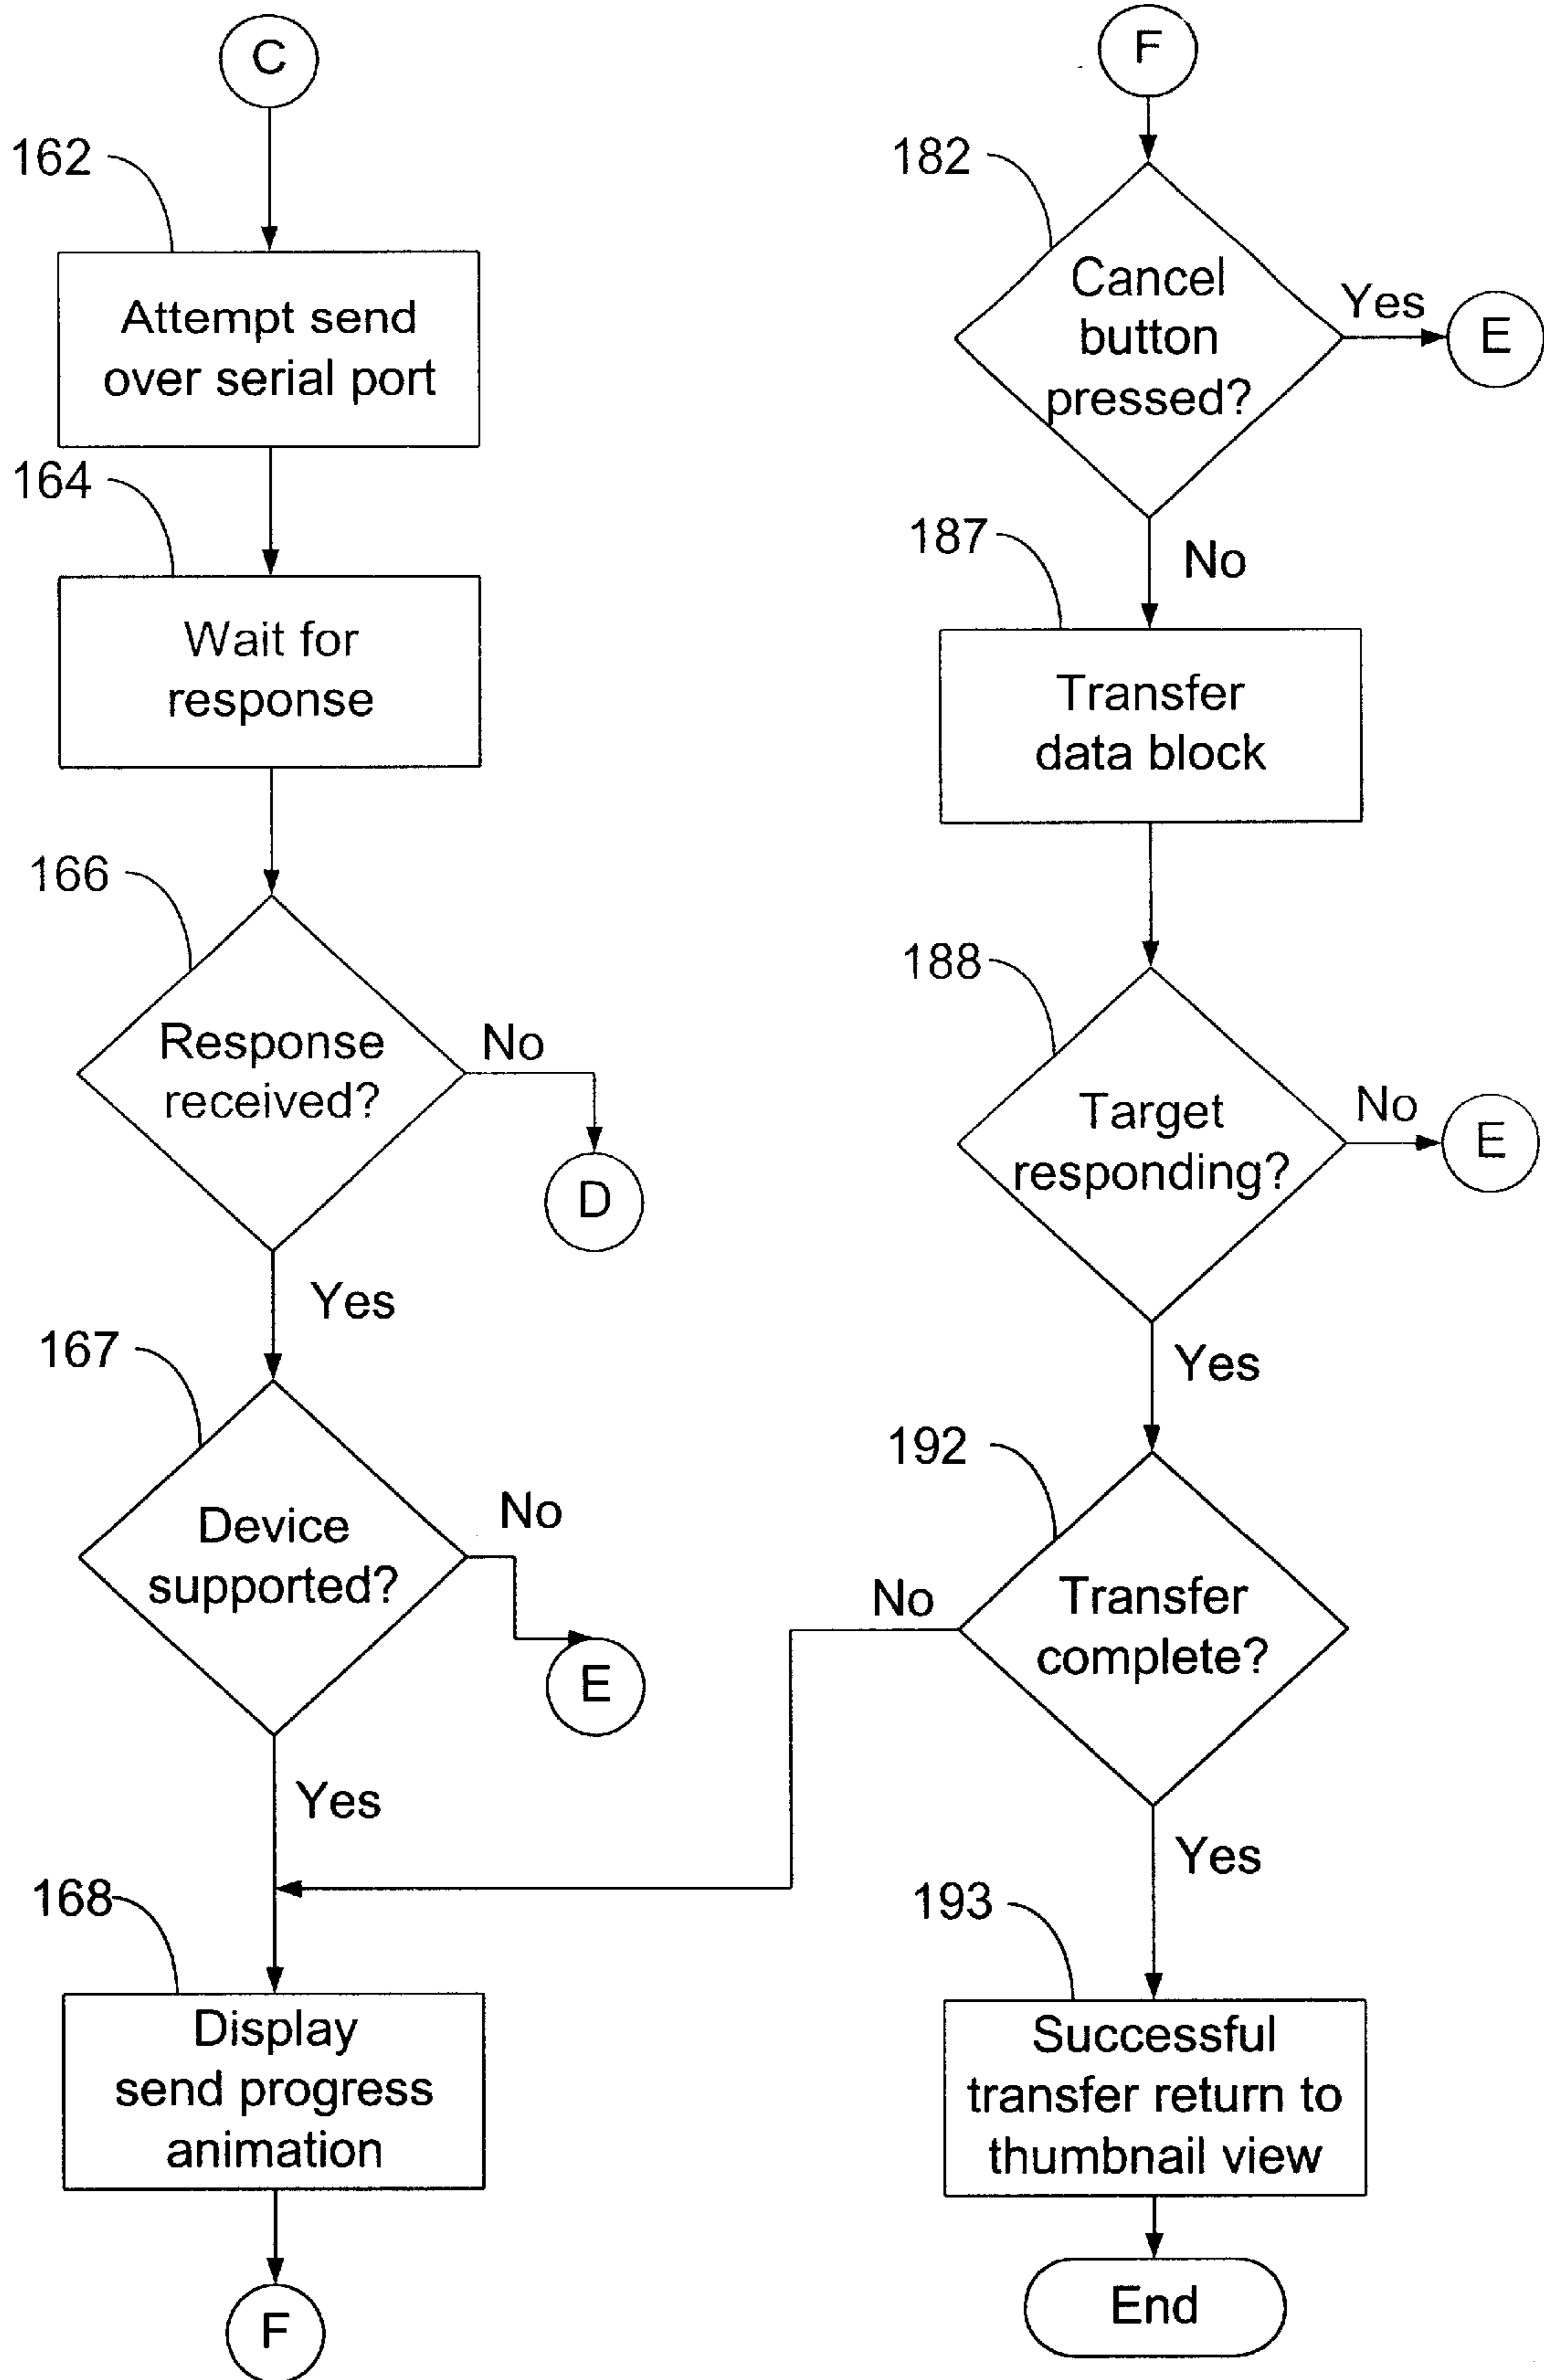 C
162
Attempt send
over serial port
164
Wait for
response
166
Response
received?
No
D
Yes
167
Device
supported?
No
E
Yes
168
Display
send progress
animation
F
F
182
Cancel
button
pressed?
Yes
E
No
187
Transfer
data block
188
Target
responding?
No
E
Yes
192
Transfer
complete?
No
Yes
193
Successful
transfer return to
thumbnail view
End